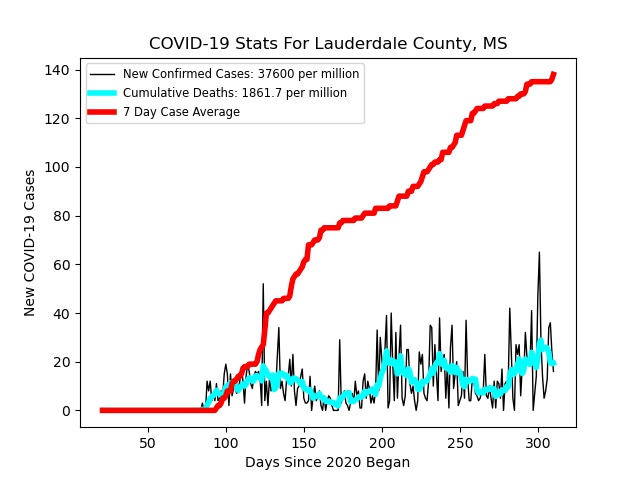 COVID-19 Stats For Lauderdale County, MS
New Confirmed Cases: 37600 per million
Cumulative Deaths: 1861.7 per million
7 Day Case Average
New COVID-19 Cases
140
120
100
80
60
40
20
0
50 100 150 200 250 300
Days Since 2020 Began